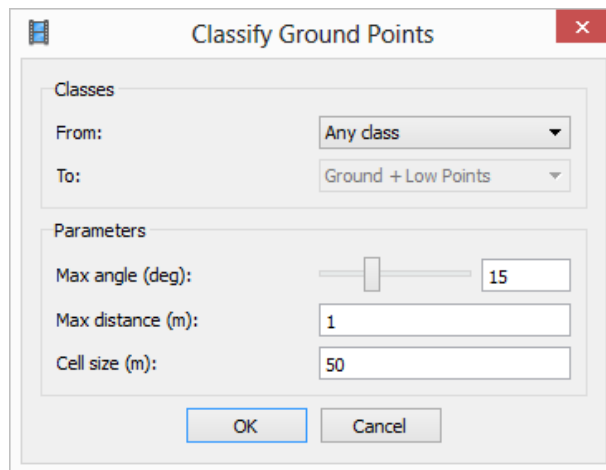 Classify Ground Points
Classes
From: Any class
To: Ground + Low Points
Parameters
Max angle (deg): 15
Max distance (m): 1
Cell size (m): 50
OK Cancel